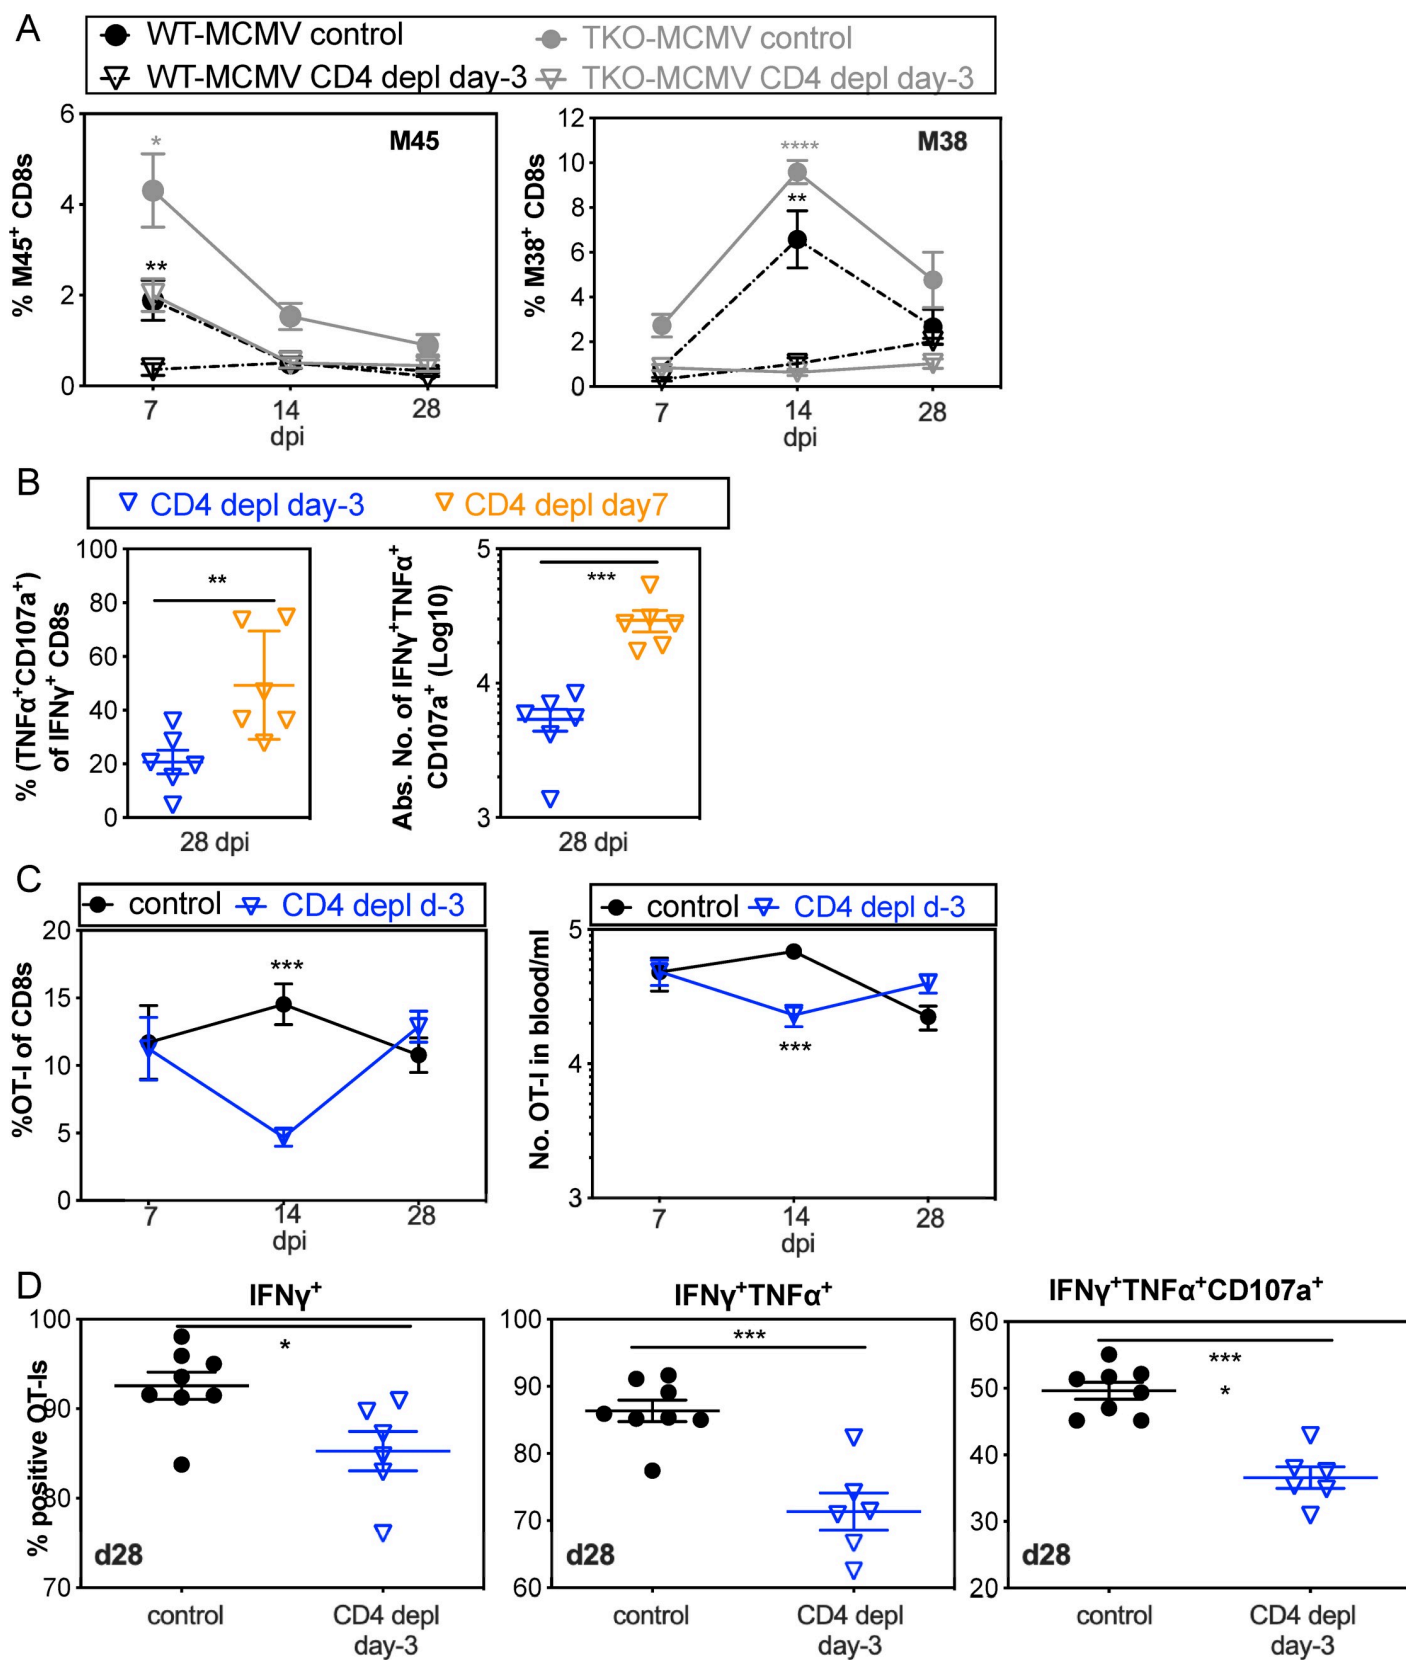 A
WT-MCMV control
TKO-MCMV control
WT-MCMV CD4 depl day-3
TKO-MCMV CD4 depl day-3
% M45⁺ CD8s
6
4
2
0
*
**
M45
7
14
28
dpi
% M38⁺ CD8s
12
10
8
6
4
2
0
****
**
M38
7
14
28
dpi
B
CD4 depl day-3
CD4 depl day7
% (TNFα⁺CD107a⁺)
of IFNγ⁺ CD8s
100
80
60
40
20
0
**
28 dpi
Abs. No. of IFNγ⁺TNFα⁺
CD107a⁺ (Log10)
5
4
3
***
28 dpi
C
control
CD4 depl d-3
%OT-I of CD8s
20
15
10
5
0
***
7
14
28
dpi
control
CD4 depl d-3
No. OT-I in blood/ml
5
4
3
***
7
14
28
dpi
D
IFNγ⁺
% positive OT-Is
100
90
80
70
*
d28
control
CD4 depl
day-3
IFNγ⁺TNFα⁺
100
90
80
70
60
***
d28
control
CD4 depl
day-3
IFNγ⁺TNFα⁺CD107a⁺
60
50
40
30
20
***
*
d28
control
CD4 depl
day-3